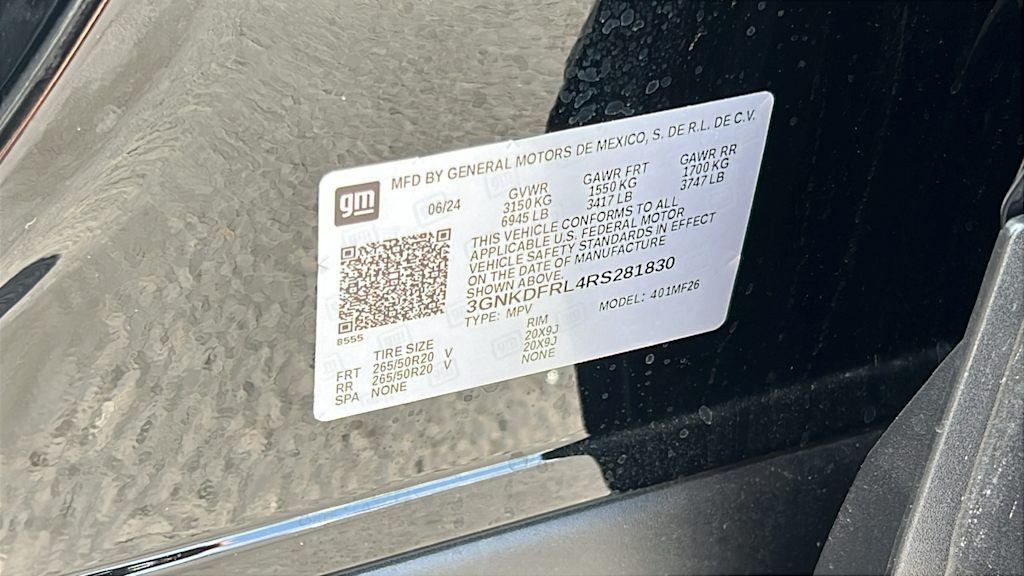 gm
MFD BY GENERAL MOTORS DE MEXICO, S. DE R.L. DE C.V.
06/24
GVWR GAWR FRT GAWR RR
3150 KG 1550 KG 1700 KG
6945 LB 3417 LB 3747 LB
THIS VEHICLE CONFORMS TO ALL
APPLICABLE U.S. FEDERAL MOTOR
VEHICLE SAFETY STANDARDS IN EFFECT
ON THE DATE OF MANUFACTURE
SHOWN ABOVE.
3GNKDFRL4RS281830
TYPE: MPV MODEL: 401MF26
8555
TIRE SIZE RIM
FRT 265/50R20 V 20X9J
RR 265/50R20 V 20X9J
SPA NONE NONE